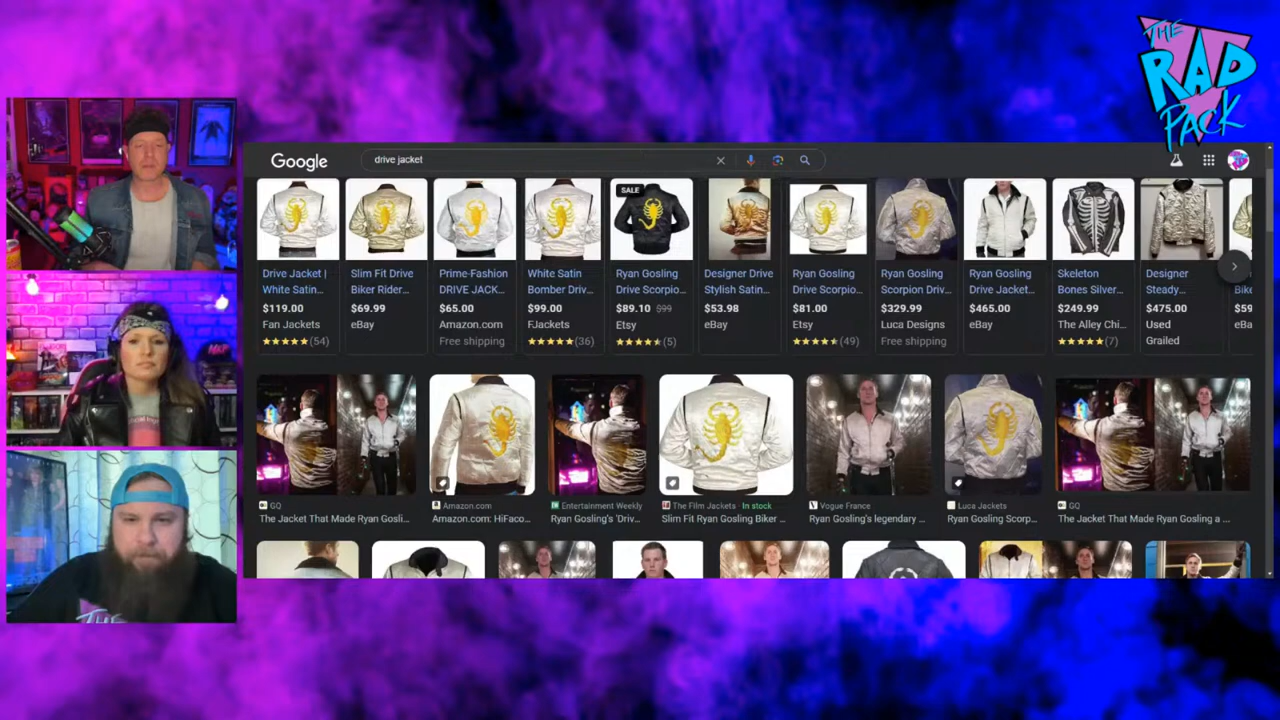 THE
RAD
PACK
Google
drive jacket
SALE
Drive Jacket |
White Satin...
$119.00
Fan Jackets
(54)
Slim Fit Drive
Biker Rider...
$69.99
eBay
Prime-Fashion
DRIVE JACK...
$65.00
Amazon.com
Free shipping
White Satin
Bomber Driv...
$99.00
FJackets
(36)
Ryan Gosling
Drive Scorpio...
$89.10 $99
Etsy
(5)
Designer Drive
Stylish Satin...
$53.98
eBay
Ryan Gosling
Drive Scorpio...
$81.00
Etsy
(49)
Ryan Gosling
Scorpion Driv...
$329.99
Luca Designs
Free shipping
Ryan Gosling
Drive Jacket...
$465.00
eBay
Skeleton
Bones Silver...
$249.99
The Alley Chi...
(7)
Designer
Steady...
$475.00
Used
Grailed
Bike
$59
eBa
GQ
The Jacket That Made Ryan Gosli...
Amazon.com
Amazon.com: HiFaco...
Entertainment Weekly
Ryan Gosling's 'Driv...
The Film Jackets · In stock
Slim Fit Ryan Gosling Biker ...
Vogue France
Ryan Gosling's legendary ...
Luca Jackets
Ryan Gosling Scorp...
GQ
The Jacket That Made Ryan Gosling a ...
THE